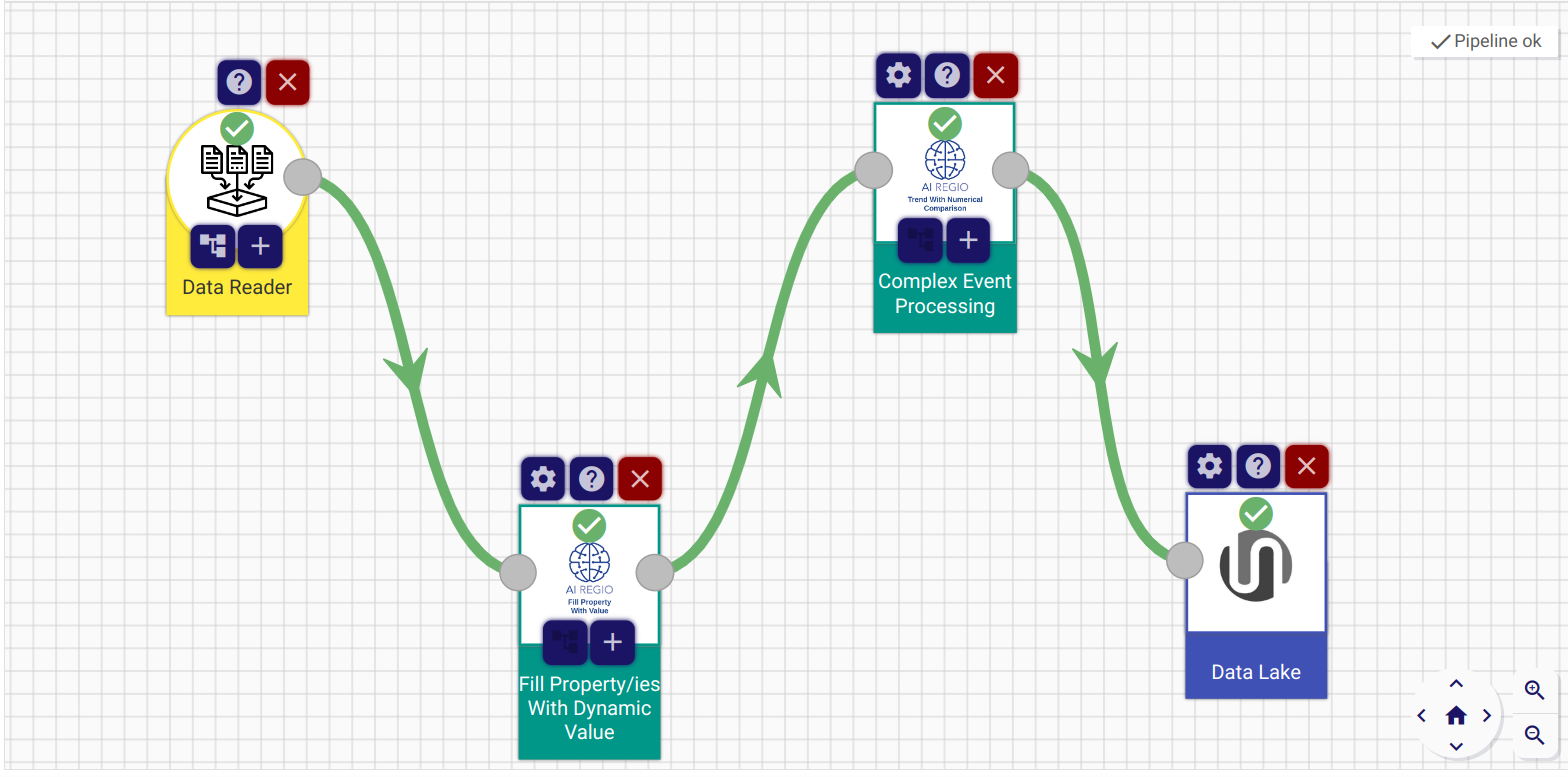 Pipeline ok
?
Data Reader
?
AI REGIO
Trend With Numerical
Comparison
Complex Event
Processing
?
AI REGIO
Fill Property
With Value
Fill Property/ies
With Dynamic
Value
?
Data Lake